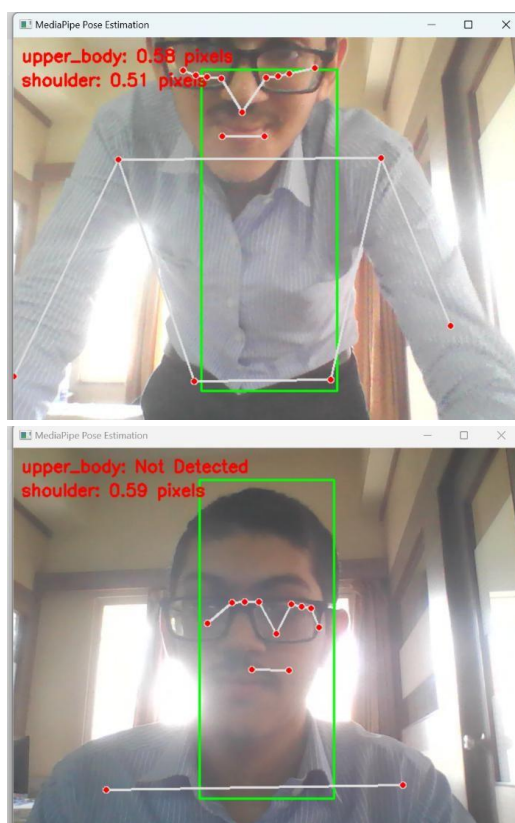 MediaPipe Pose Estimation
upper_body: 0.58 pixels
shoulder: 0.51 pixels
MediaPipe Pose Estimation
upper_body: Not Detected
shoulder: 0.59 pixels